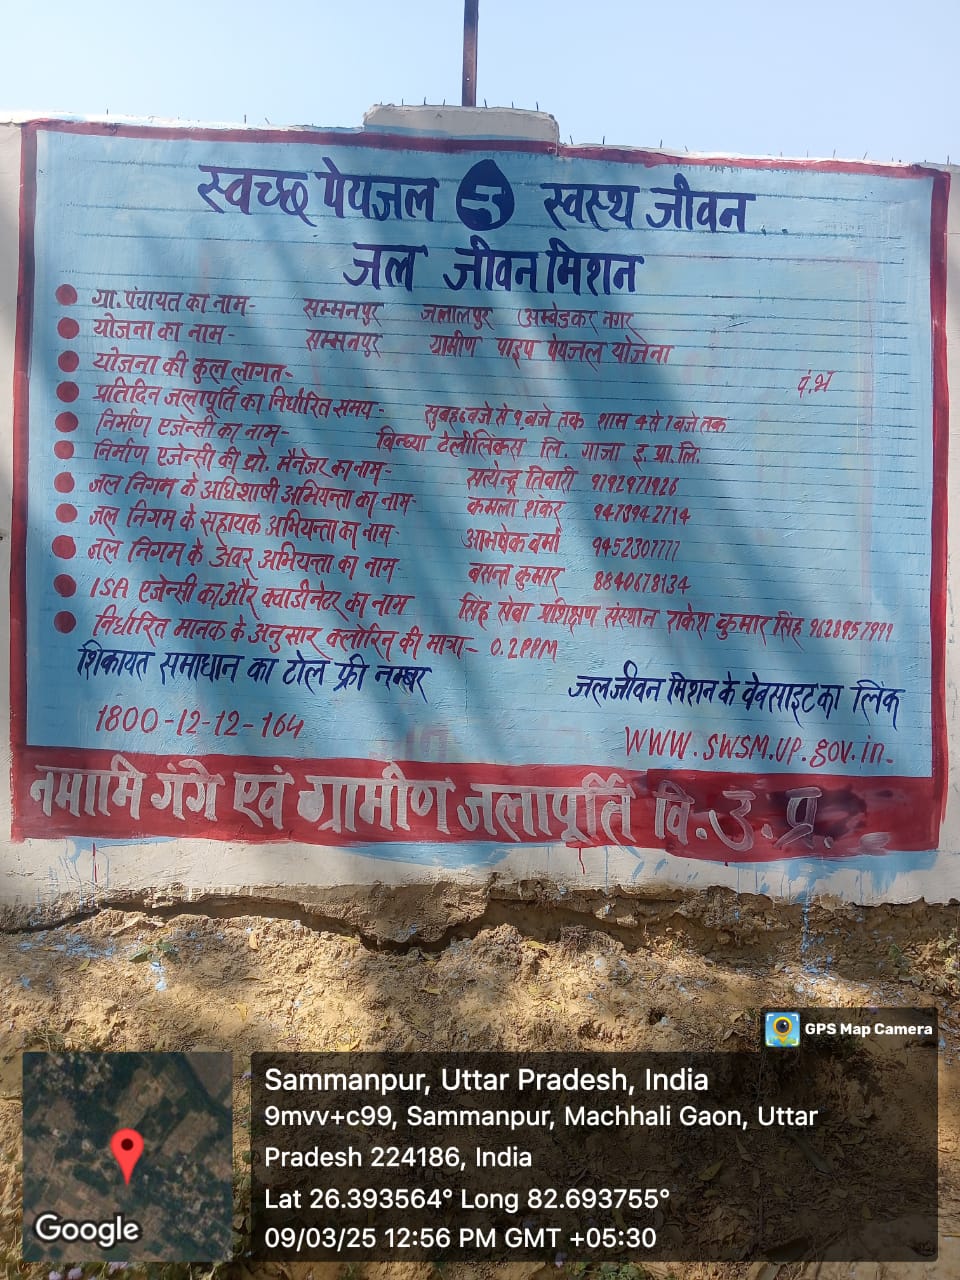 स्वच्छ पेयजल स्वस्थ जीवन
जल जीवन मिशन
ग्रा. पंचायत का नाम- सम्मनपुर जलालपुर अम्बेडकर नगर
योजना का नाम- सम्मनपुर ग्रामीण पाइप पेयजल योजना
योजना की कुल लागत-
प्रतिदिन जलापूर्ति का निर्धारित समय- सुबह 6 बजे से 9 बजे तक शाम 4 से 7 बजे तक
निर्माण एजेन्सी का नाम- विन्ध्या टेलीलिंक्स लि. गाजा इ. प्रा. लि.
निर्माण एजेन्सी की प्रो. मैनेजर का नाम- सत्येन्द्र तिवारी 9192971926
जल निगम के अधिशाषी अभियन्ता का नाम- कमला शंकर 9473942714
जल निगम के सहायक अभियन्ता का नाम- वर्मा 9452307777
जल निगम के अवर अभियन्ता का नाम बसन्त कुमार 8840678134
ISA एजेन्सी का और क्वाडीनेटर का नाम सिंह सेवा प्रशिक्षण संस्थान राकेश कुमार सिंह 9628957999
निर्धारित मानक के अनुसार क्लोरिन की मात्रा- 0.2PPM
शिकायत समाधान का टोल फ्री नम्बर
1800-12-12-164
जल जीवन मिशन के वेबसाइट का लिंक
WWW.SWSM.UP.gov.in-
नमामि गंगे एवं ग्रामीण जलापूर्ति वि. उ. प्र.
GPS Map Camera
Sammanpur, Uttar Pradesh, India
9mvv+c99, Sammanpur, Machhali Gaon, Uttar
Pradesh 224186, India
Lat 26.393564° Long 82.693755°
09/03/25 12:56 PM GMT +05:30
Google